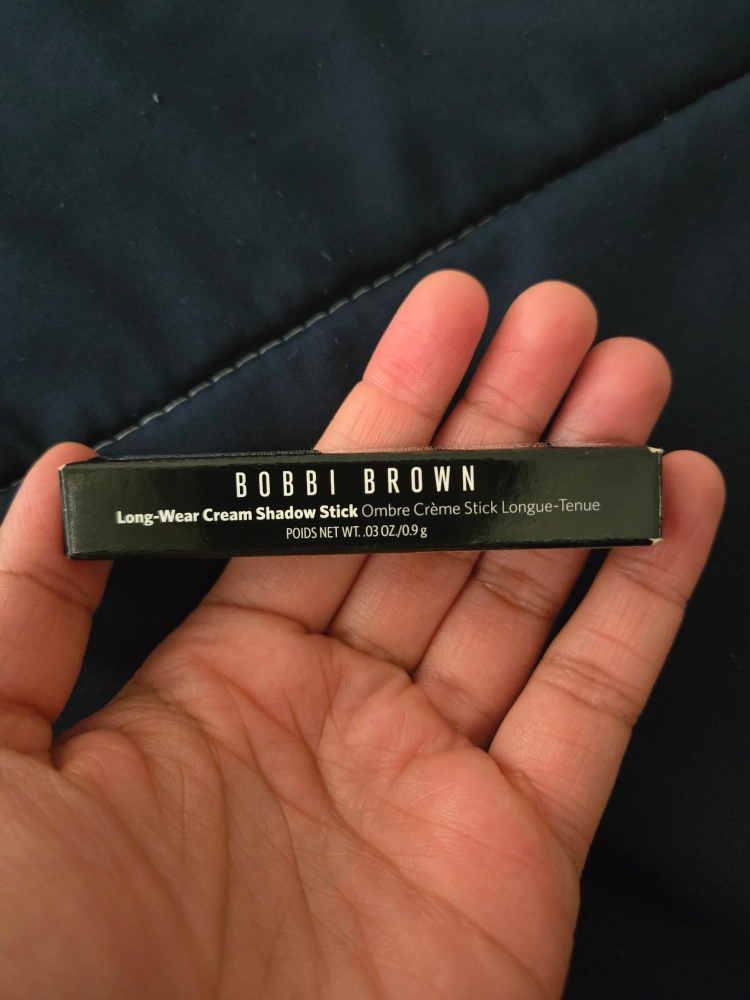 BOBBI BROWN
Long-Wear Cream Shadow Stick Ombre Crème Stick Longue-Tenue
POIDS NET WT. .03 OZ./0.9 g